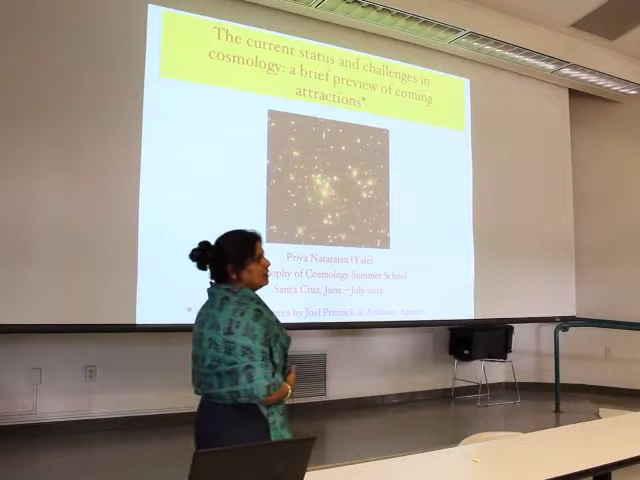 The current status and challenges in
cosmology: a brief preview of coming
attractions*
Priya Natarajan (Yale)
ophy of Cosmology Summer School
Santa Cruz, June - July 2013
by Joel Primack & Anthony Aguirre